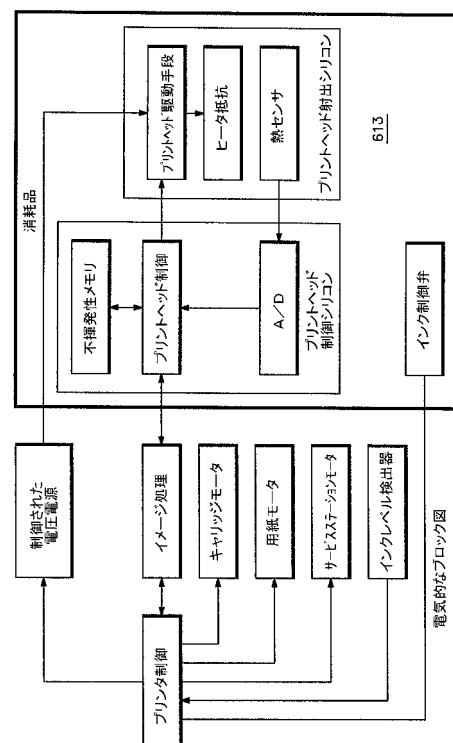 消耗品
プリントヘッド駆動手段
ヒータ抵抗
熱センサ
プリントヘッド射出シリコン
613
不揮発性メモリ
プリントヘッド制御
A/D
プリントヘッド
制御シリコン
インク制御弁
制御された
電圧電源
イメージ処理
キャリッジモータ
用紙モータ
サービスステーションモータ
インクレベル検出器
プリンタ制御
電気的なブロック図